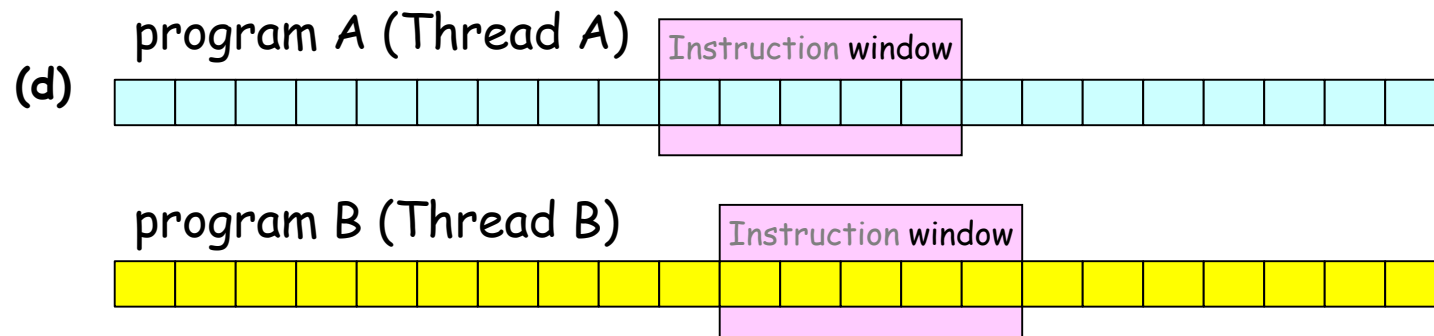 program A (Thread A)
Instruction window
(d)
program B (Thread B)
Instruction window